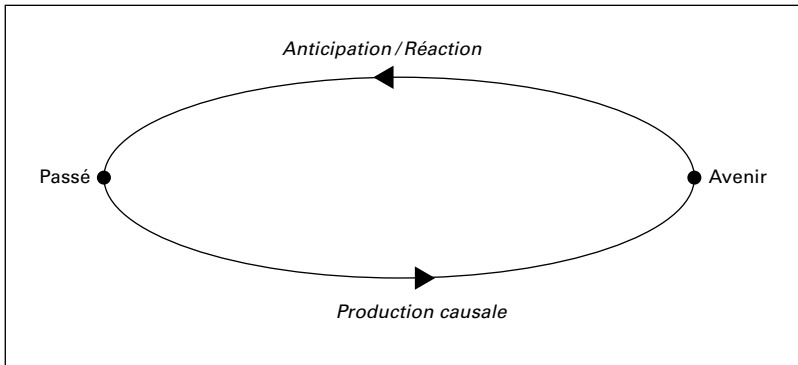 Anticipation / Réaction
Passé
Avenir
Production causale